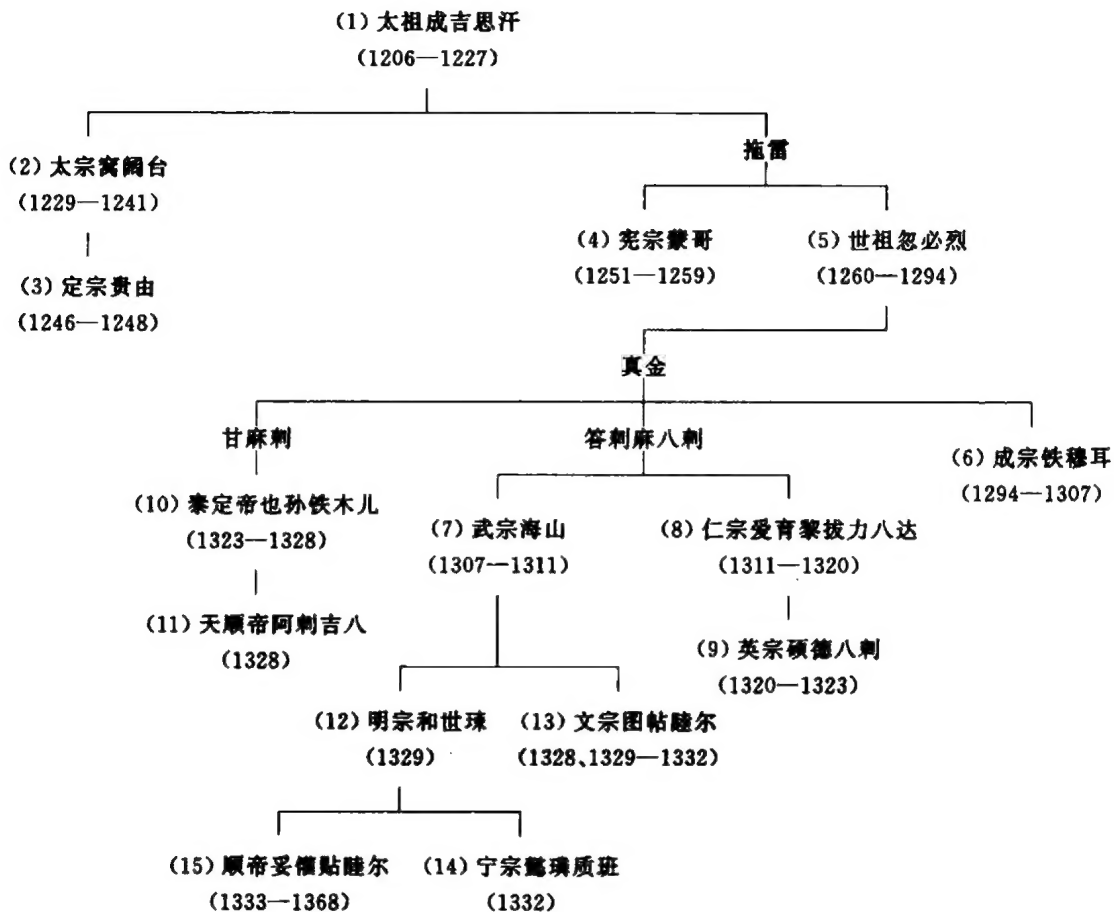 (1)太祖成吉思汗
(1206—1227)
(2)太宗窝阔台
(1229—1241)
拖雷
(3)定宗贵由
(1246—1248)
(4)宪宗蒙哥
(1251—1259)
(5)世祖忽必烈
(1260—1294)
真金
甘麻剌
答剌麻八剌
(6)成宗铁穆耳
(1294—1307)
(10)泰定帝也孙铁木儿
(1323—1328)
(7)武宗海山
(1307—1311)
(8)仁宗爱育黎拔力八达
(1311—1320)
(11)天顺帝阿剌吉八
(1328)
(9)英宗硕德八剌
(1320—1323)
(12)明宗和世㻋
(1329)
(13)文宗图帖睦尔
(1328、1329—1332)
(15)顺帝妥懽贴睦尔
(1333—1368)
(14)宁宗懿璘质班
(1332)